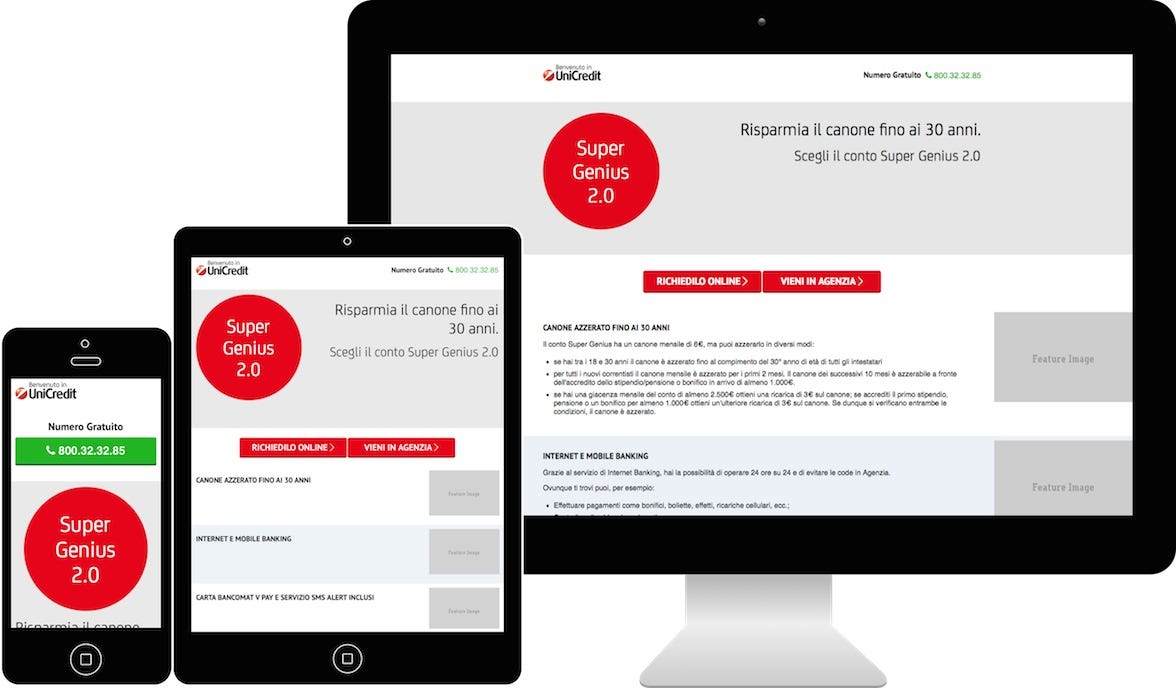 Benvenuto in
UniCredit
Numero Gratuito 800.32.32.85
Super
Genius
2.0
Risparmia il canone fino ai 30 anni.
Scegli il conto Super Genius 2.0
RICHIEDILO ONLINE
VIENI IN AGENZIA
CANONE AZZERATO FINO AI 30 ANNI
Il conto Super Genius ha un canone mensile di 6€, ma puoi azzerarlo in diversi modi:
• se hai tra i 18 e 30 anni il canone è azzerato fino al compimento del 30° anno di età di tutti gli intestatari
• per tutti i nuovi correntisti il canone mensile è azzerato per i primi 2 mesi. Il canone dei successivi 10 mesi è azzerabile a fronte
dell'accredito dello stipendio/pensione o bonifico in arrivo di almeno 1.000€.
• se hai una giacenza mensile del conto di almeno 2.500€ ottieni una ricarica di 3€ sul canone; se accrediti il primo stipendio,
pensione o un bonifico per almeno 1.000€ ottieni un'ulteriore ricarica di 3€ sul canone. Se dunque si verificano entrambe le
condizioni, il canone è azzerato.
Feature Image
INTERNET E MOBILE BANKING
Grazie al servizio di Internet Banking, hai la possibilità di operare 24 ore su 24 e di evitare le code in Agenzia.
Ovunque ti trovi puoi, per esempio:
• Effettuare pagamenti come bonifici, bollette, effetti, ricariche cellulari, ecc.;
Feature Image
Benvenuto in
UniCredit
Numero Gratuito 800.32.32.85
Super
Genius
2.0
Risparmia il canone fino ai
30 anni.
Scegli il conto Super Genius 2.0
RICHIEDILO ONLINE
VIENI IN AGENZIA
CANONE AZZERATO FINO AI 30 ANNI
Feature Image
INTERNET E MOBILE BANKING
Feature Image
CARTA BANCOMAT V PAY E SERVIZIO SMS ALERT INCLUSI
Feature Image
Benvenuto in
UniCredit
Numero Gratuito
800.32.32.85
Super
Genius
2.0
Risparmia il canone